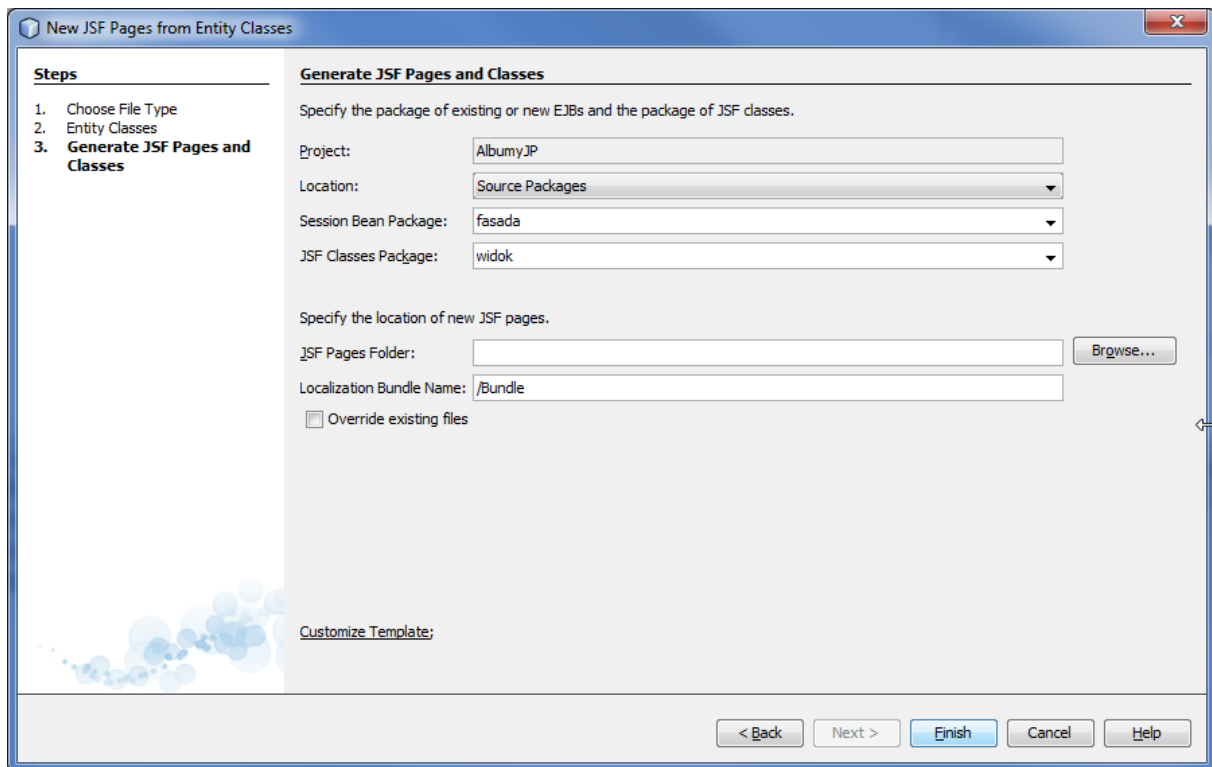 New JSF Pages from Entity Classes
Steps
1. Choose File Type
2. Entity Classes
3. Generate JSF Pages and
Classes
Generate JSF Pages and Classes
Specify the package of existing or new EJBs and the package of JSF classes.
Project: AlbumyJP
Location: Source Packages
Session Bean Package: fasada
JSF Classes Package: widok
Specify the location of new JSF pages.
JSF Pages Folder: Browse...
Localization Bundle Name: /Bundle
Override existing files
Customize Template;
< Back Next > Finish Cancel Help